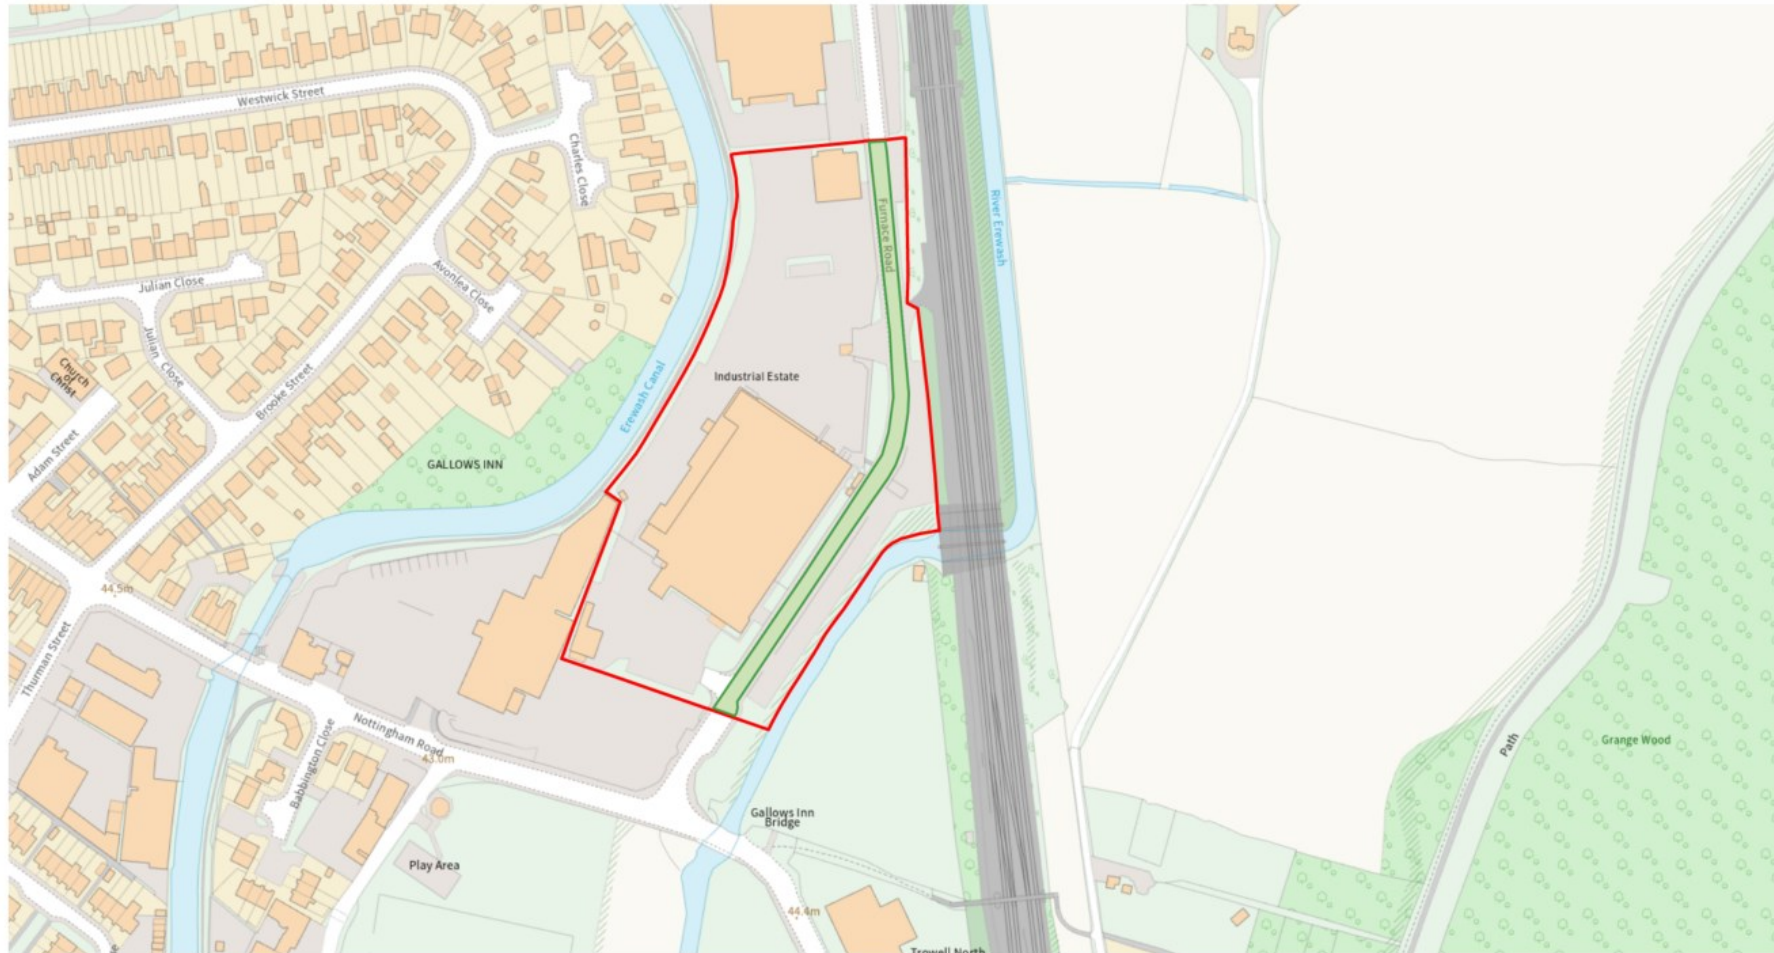 Westwick Street
Charles Close
Furnace Road
River Erewash
Julian Close
Avonlea Close
Julian Close
Church
of
Christ
Brooke Street
Erewash Canal
Industrial Estate
Adam Street
GALLOWS INN
44.5m
Thurman Street
Nottingham Road
43.0m
Babbington Close
Path
Grange Wood
Gallows Inn
Bridge
Play Area
44.4m
Trowell North